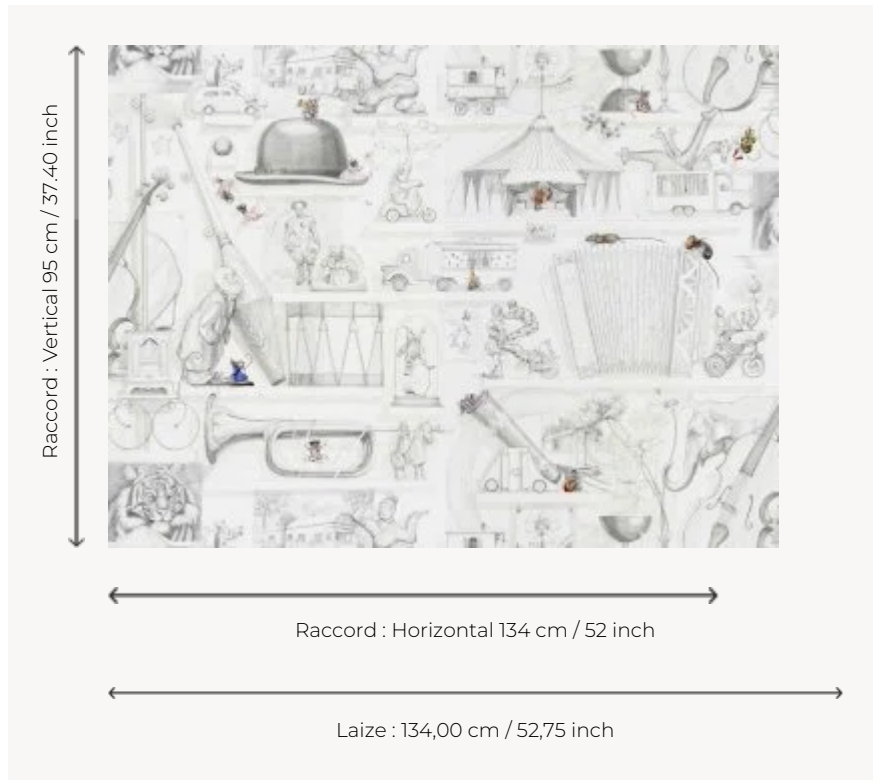 Raccord : Vertical 95 cm / 37.40 inch
Raccord : Horizontal 134 cm / 52 inch
Laize : 134,00 cm / 52,75 inch